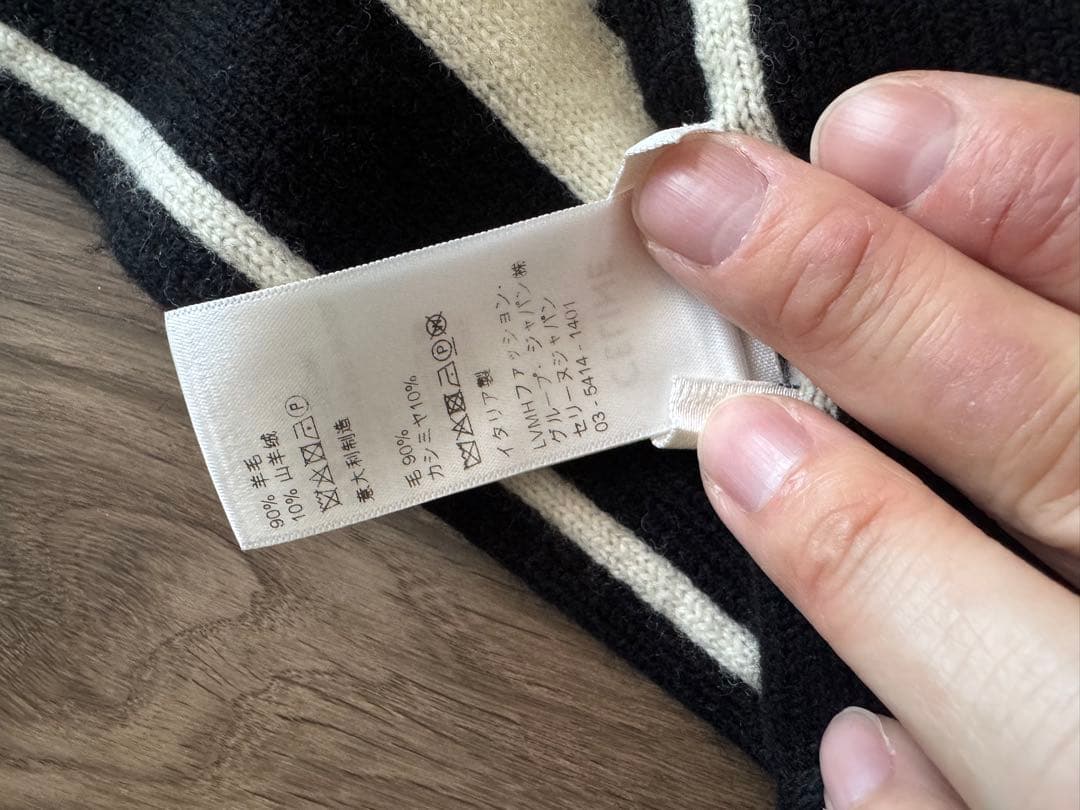 90% 羊毛
10% 山羊绒
意大利制造
毛 90%
カシミヤ10%
イタリア製
LVMHファッション・
グループ・ジャパン㈱
セリーヌジャパン
03 - 5414 - 1401